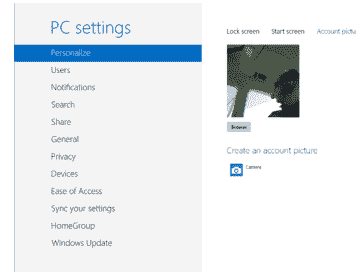 PC settings
Lock screen Start screen Account pictu
Personalize
Users
Notifications
Search
Share
General
Privacy
Devices
Ease of Access
Sync your settings
HomeGroup
Windows Update
Browse
Create an account picture
Camera